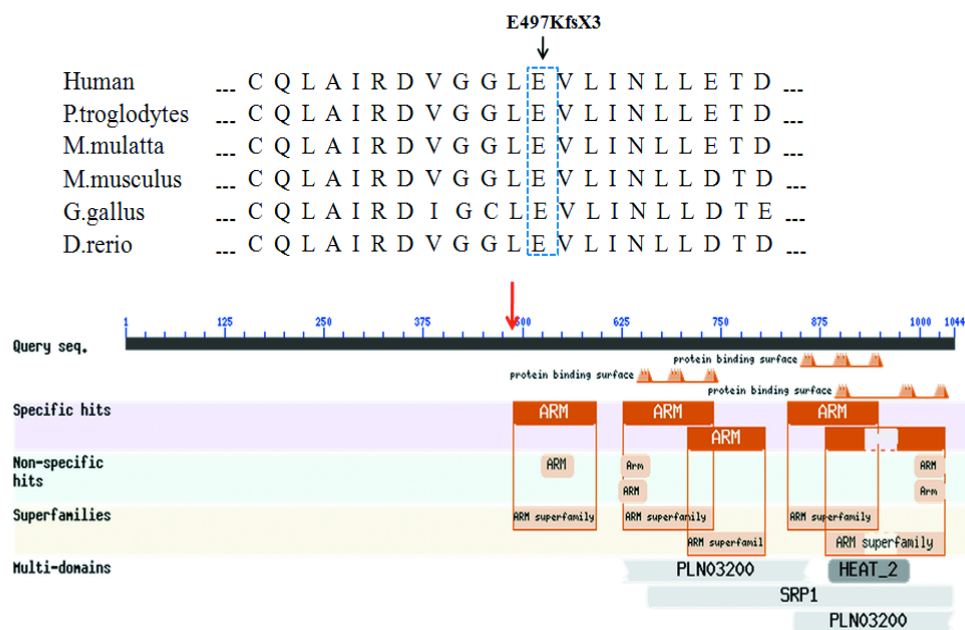 E497KfsX3
Human ... C Q L A I R D V G G L E V L I N L L E T D ...
P.troglodytes ... C Q L A I R D V G G L E V L I N L L E T D ...
M.mulatta ... C Q L A I R D V G G L E V L I N L L E T D ...
M.musculus ... C Q L A I R D V G G L E V L I N L L D T D ...
G.gallus ... C Q L A I R D I G C L E V L I N L L D T E ...
D.rerio ... C Q L A I R D V G G L E V L I N L L D T D ...
1 125 250 375 500 625 750 875 1000 1044
Query seq.
protein binding surface
protein binding surface
protein binding surface
Specific hits ARM ARM ARM
ARM
Non-specific hits ARM Arm ARM
ARM Arm
Superfamilies ARM superfamily ARM superfamily ARM superfamily
ARM superfamil ARM superfamily
Multi-domains PLN03200 HEAT_2
SRP1
PLN03200